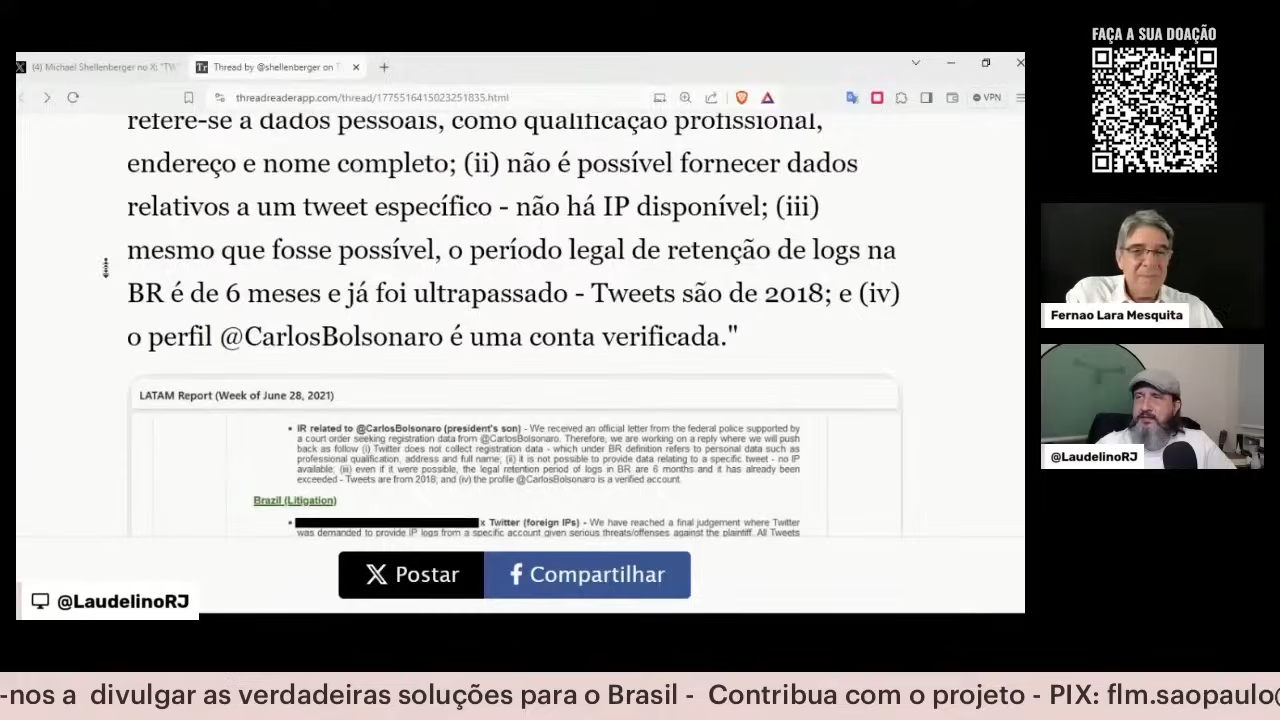 FAÇA A SUA DOAÇÃO
(4) Michael Shellenberger no X: "TW
Thread by @shellenberger on T
threadreaderapp.com/thread/1775516415023251835.html
VPN
refere-se a dados pessoais, como qualificação profissional,
endereço e nome completo; (ii) não é possível fornecer dados
relativos a um tweet específico - não há IP disponível; (iii)
mesmo que fosse possível, o período legal de retenção de logs na
BR é de 6 meses e já foi ultrapassado - Tweets são de 2018; e (iv)
o perfil @CarlosBolsonaro é uma conta verificada."
LATAM Report (Week of June 28, 2021)
• IR related to @CarlosBolsonaro (president's son) - We received an official letter from the federal police supported by
a court order seeking registration data from @CarlosBolsonaro. Therefore, we are working on a reply where we will push
back as follow (i) Twitter does not collect registration data - which under BR definition refers to personal data such as
professional qualification, address and full name; (ii) it is not possible to provide data relating to a specific tweet - no IP
available; (iii) even if it were possible, the legal retention period of logs in BR are 6 months and it has already been
exceeded - Tweets are from 2018; and (iv) the profile @CarlosBolsonaro is a verified account.
Brazil (Litigation)
• x Twitter (foreign IPs) - We have reached a final judgement where Twitter
was demanded to provide IP logs from a specific account given serious threats/offenses against the plaintiff. All Tweets
X Postar
f Compartilhar
@LaudelinoRJ
Fernao Lara Mesquita
@LaudelinoRJ
-nos a divulgar as verdadeiras soluções para o Brasil - Contribua com o projeto - PIX: flm.saopaulo@